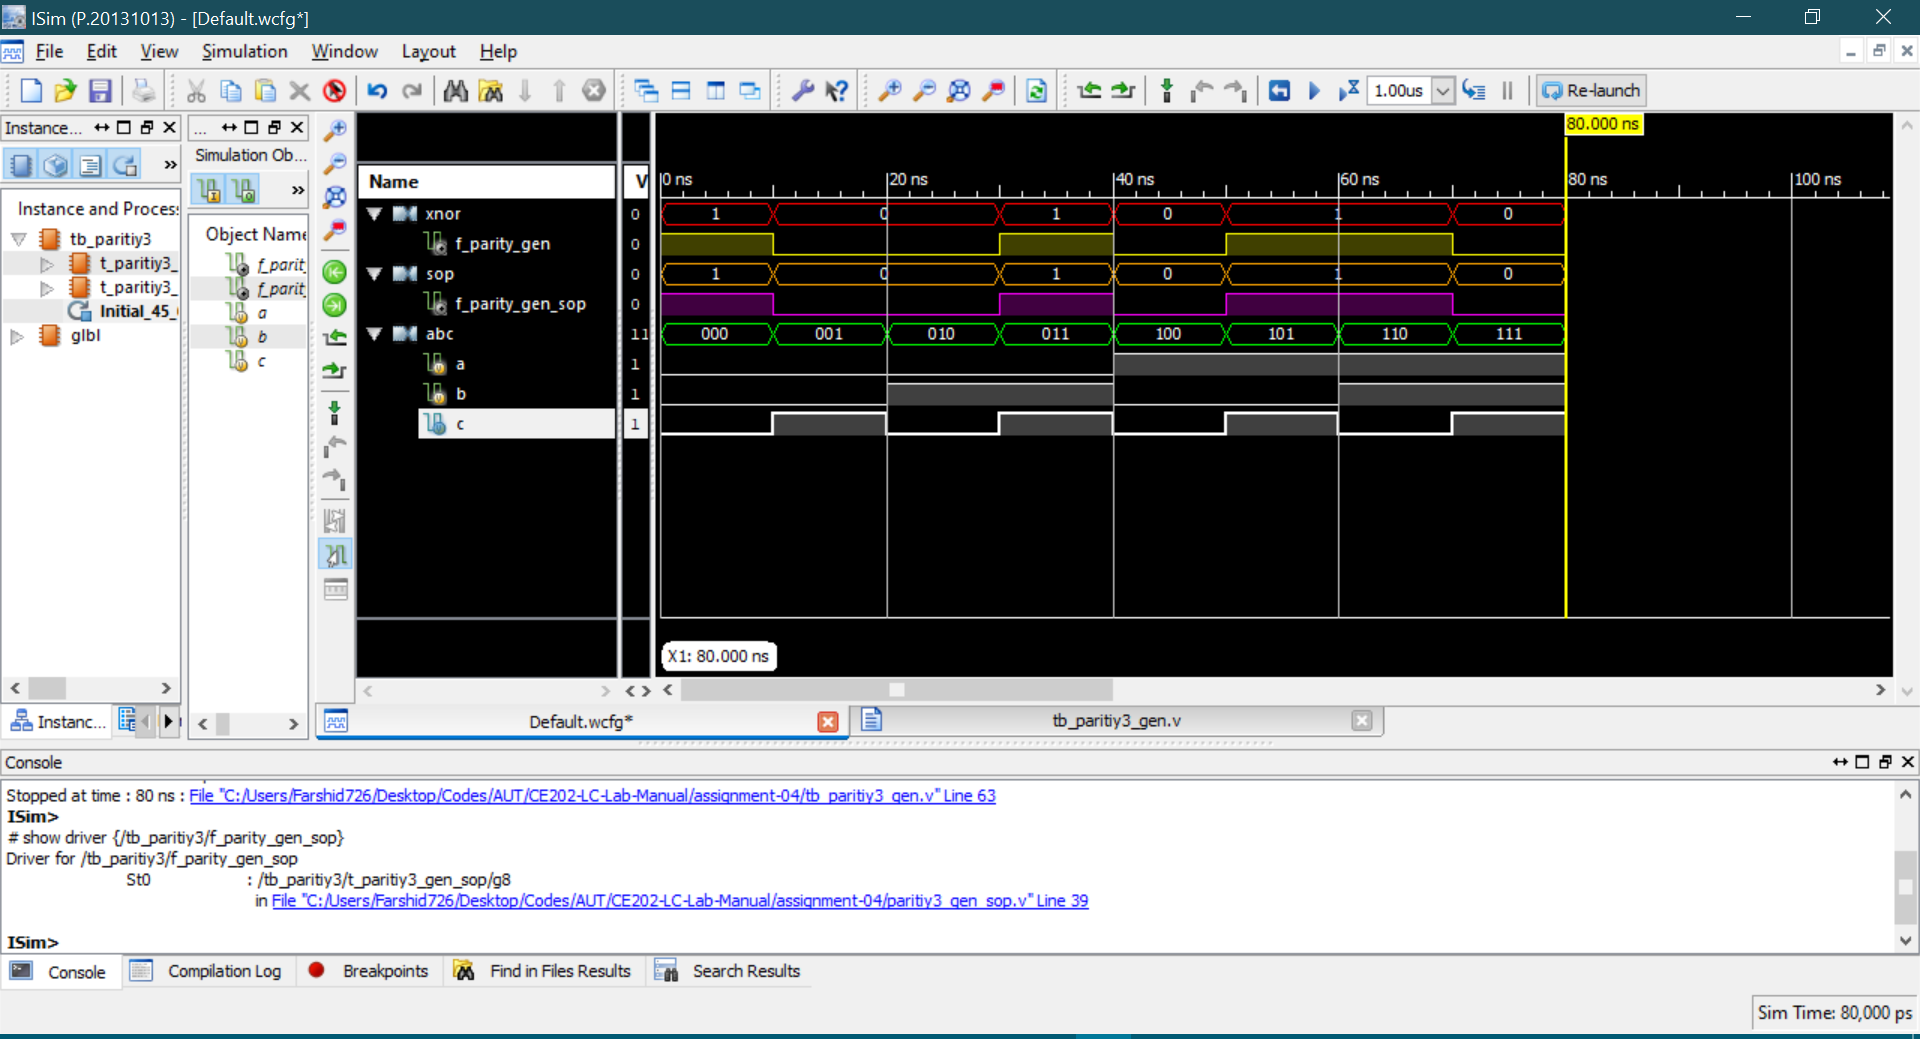 ISim (P.20131013) - [Default.wcfg*]
File Edit View Simulation Window Layout Help
1.00us Re-launch
Instance... ...
Simulation Ob...
Instance and Process
tb_paritiy3
t_paritiy3_
t_paritiy3_
Initial_45_
glbl
Object Name
f_parit
f_parit
a
b
c
Name V
xnor 0
f_parity_gen 0
sop 0
f_parity_gen_sop 0
abc 11
a 1
b 1
c 1
80.000 ns
0 ns 20 ns 40 ns 60 ns 80 ns 100 ns
1 0 1 0 1 0
1 0 1 0 1 0
000 001 010 011 100 101 110 111
X1: 80.000 ns
Instanc...
Default.wcfg* tb_paritiy3_gen.v
Console
Stopped at time : 80 ns : File "C:/Users/Farshid726/Desktop/Codes/AUT/CE202-LC-Lab-Manual/assignment-04/tb_paritiy3_gen.v" Line 63
ISim>
# show driver {/tb_paritiy3/f_parity_gen_sop}
Driver for /tb_paritiy3/f_parity_gen_sop
St0 : /tb_paritiy3/t_paritiy3_gen_sop/g8
in File "C:/Users/Farshid726/Desktop/Codes/AUT/CE202-LC-Lab-Manual/assignment-04/paritiy3_gen_sop.v" Line 39
ISim>
Console Compilation Log Breakpoints Find in Files Results Search Results
Sim Time: 80,000 ps